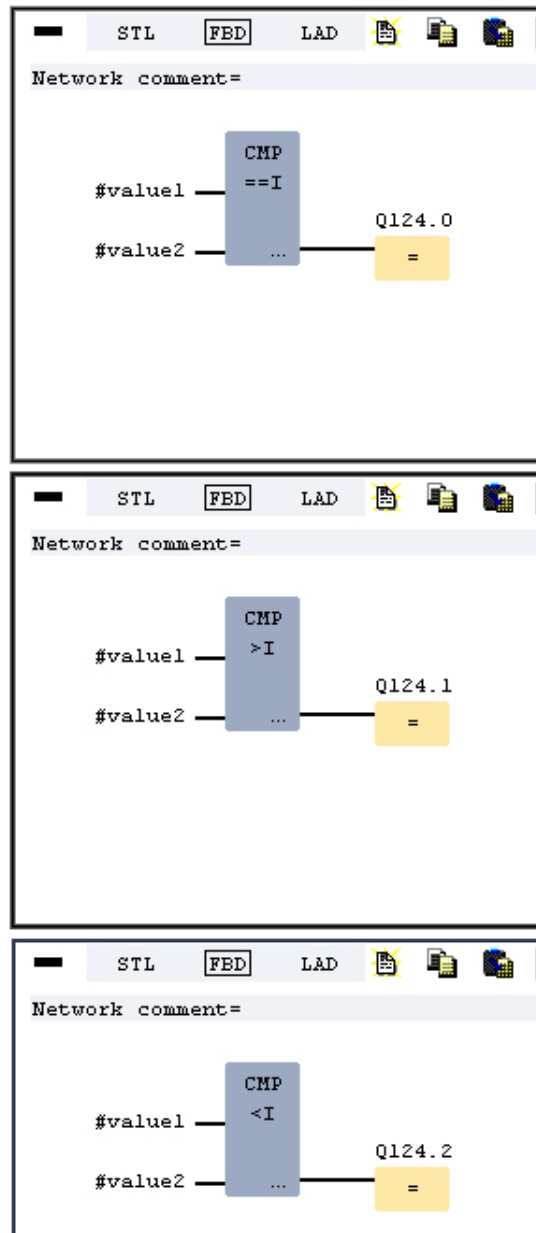 STL FBD LAD
Network comment=
CMP
==I
#value1
Q124.0
#value2 ... =
STL FBD LAD
Network comment=
CMP
>I
#value1
Q124.1
#value2 ... =
STL FBD LAD
Network comment=
CMP
<I
#value1
Q124.2
#value2 ... =